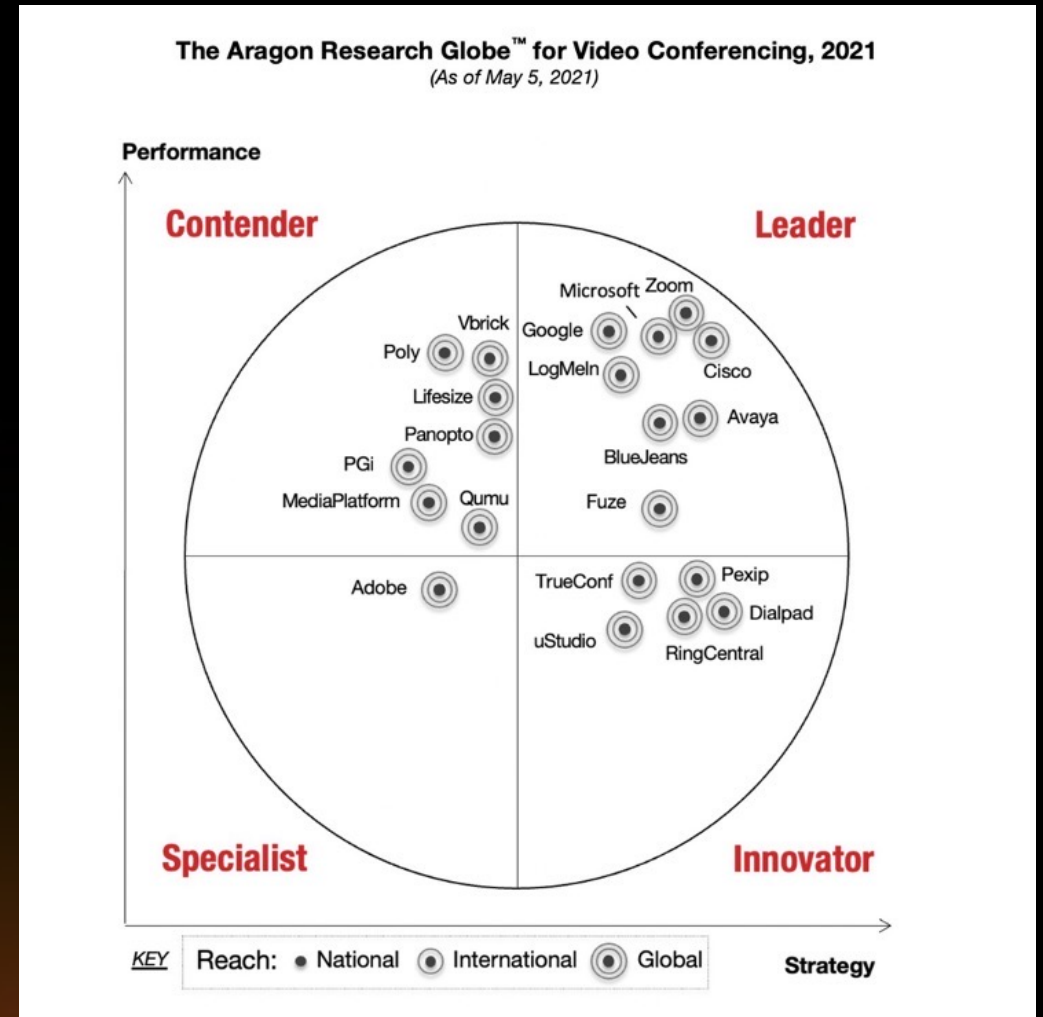 The Aragon Research Globe™ for Video Conferencing, 2021
(As of May 5, 2021)
Performance
Contender
Leader
Microsoft
Zoom
Vbrick
Google
Poly
LogMeIn
Cisco
Lifesize
Avaya
Panopto
BlueJeans
PGi
MediaPlatform
Qumu
Fuze
Adobe
TrueConf
Pexip
Dialpad
uStudio
RingCentral
Specialist
Innovator
KEY Reach: National International Global
Strategy